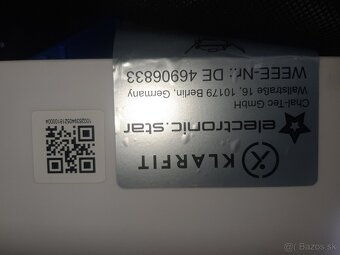 KLARFIT
electronic.star
Chal-Tec GmbH
Wallstraße 16, 10179 Berlin, Germany
WEEE-Nr.: DE 46906833
© Bazos.sk